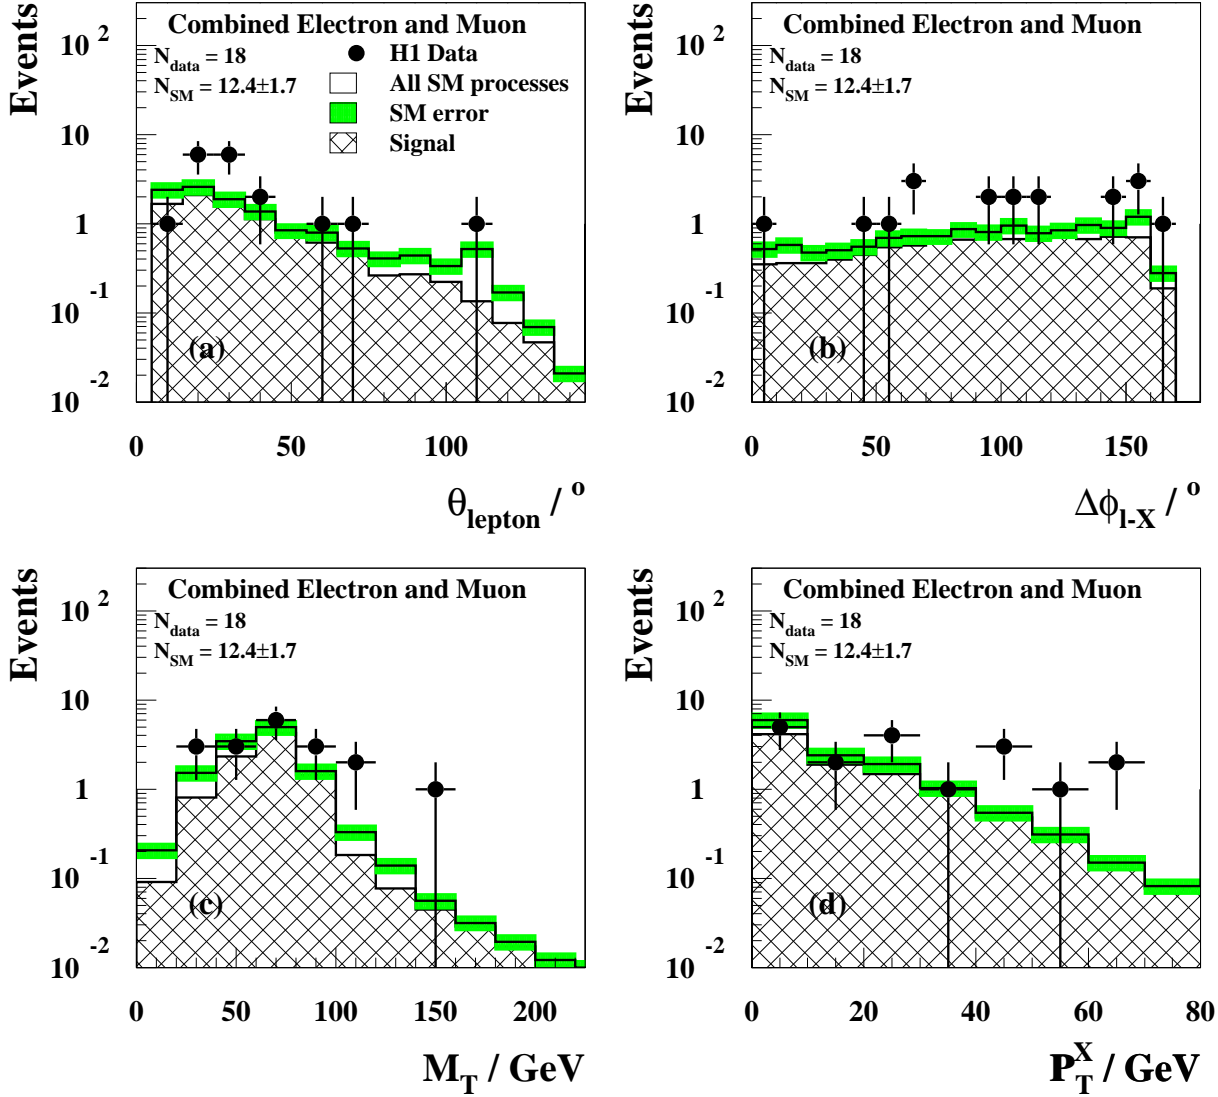 Events
10 2
10
1
10 -1
10 -2
Combined Electron and Muon
N_data = 18
N_SM = 12.4±1.7
H1 Data
All SM processes
SM error
Signal
(a)
0 50 100
θ_lepton / °
Events
10 2
10
1
10 -1
10 -2
Combined Electron and Muon
N_data = 18
N_SM = 12.4±1.7
(b)
0 50 100 150
Δϕ_l-X / °
Events
10 2
10
1
10 -1
10 -2
Combined Electron and Muon
N_data = 18
N_SM = 12.4±1.7
(c)
0 50 100 150 200
M_T / GeV
Events
10 2
10
1
10 -1
10 -2
Combined Electron and Muon
N_data = 18
N_SM = 12.4±1.7
(d)
0 20 40 60 80
P_T^X / GeV